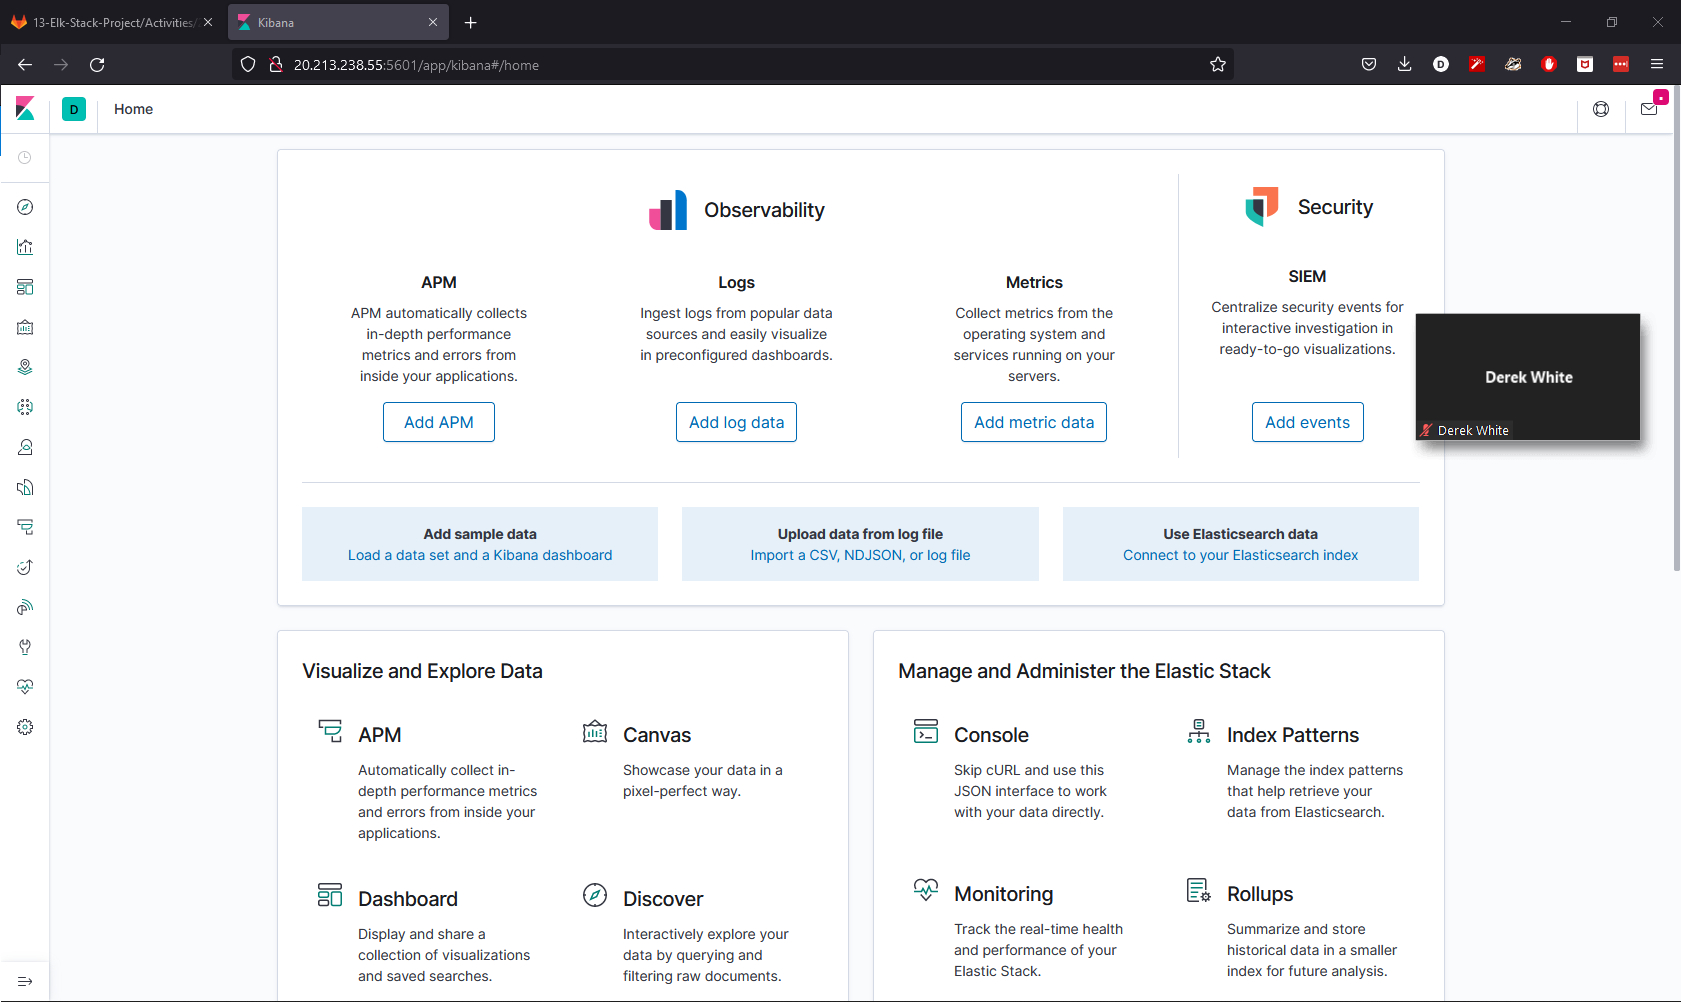 13-Elk-Stack-Project/Activities/
Kibana
20.213.238.55:5601/app/kibana#/home
D
D
Home
Observability
Security
APM
APM automatically collects
in-depth performance
metrics and errors from
inside your applications.
Add APM
Logs
Ingest logs from popular data
sources and easily visualize
in preconfigured dashboards.
Add log data
Metrics
Collect metrics from the
operating system and
services running on your
servers.
Add metric data
SIEM
Centralize security events for
interactive investigation in
ready-to-go visualizations.
Add events
Derek White
Derek White
Add sample data
Load a data set and a Kibana dashboard
Upload data from log file
Import a CSV, NDJSON, or log file
Use Elasticsearch data
Connect to your Elasticsearch index
Visualize and Explore Data
APM
Automatically collect in-
depth performance metrics
and errors from inside your
applications.
Canvas
Showcase your data in a
pixel-perfect way.
Dashboard
Display and share a
collection of visualizations
and saved searches.
Discover
Interactively explore your
data by querying and
filtering raw documents.
Manage and Administer the Elastic Stack
Console
Skip cURL and use this
JSON interface to work
with your data directly.
Index Patterns
Manage the index patterns
that help retrieve your
data from Elasticsearch.
Monitoring
Track the real-time health
and performance of your
Elastic Stack.
Rollups
Summarize and store
historical data in a smaller
index for future analysis.